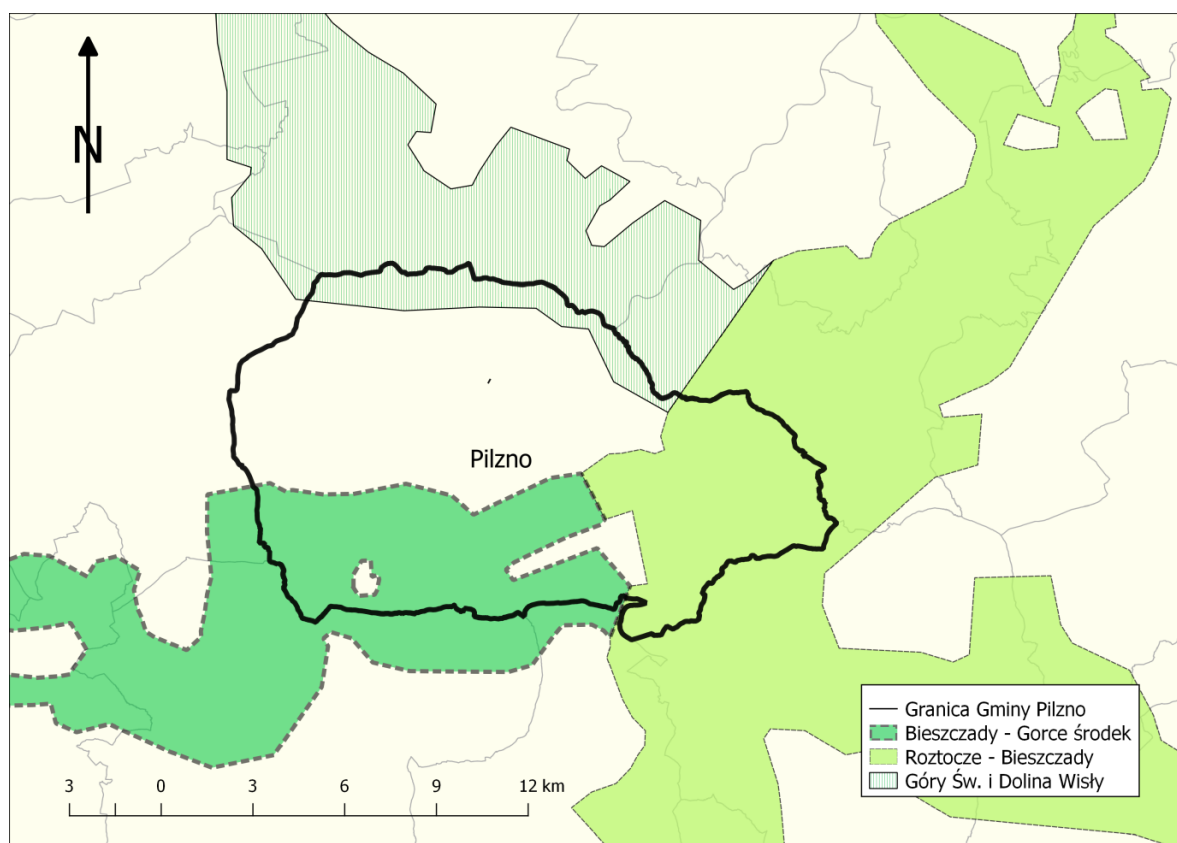 N
Pilzno
Granica Gminy Pilzno
Bieszczady - Gorce środek
Roztocze - Bieszczady
Góry Św. i Dolina Wisły
3 0 3 6 9 12 km